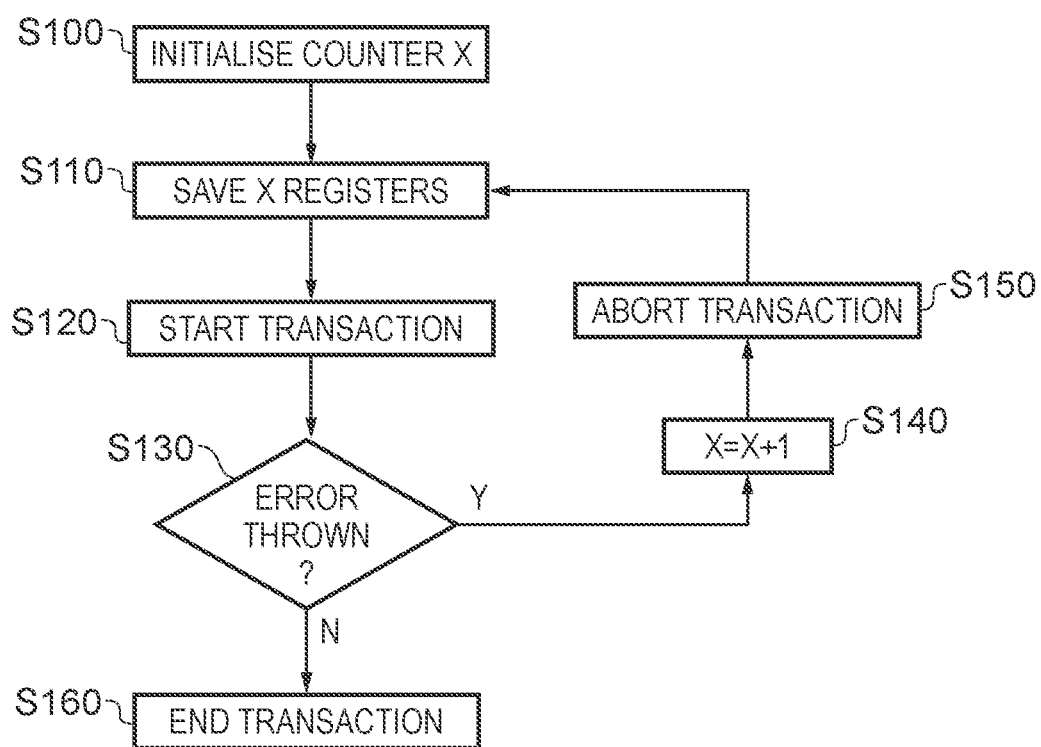 S100
INITIALISE COUNTER X
S110
SAVE X REGISTERS
S120
START TRANSACTION
S130
ERROR
THROWN
?
Y
N
S140
X=X+1
S150
ABORT TRANSACTION
S160
END TRANSACTION